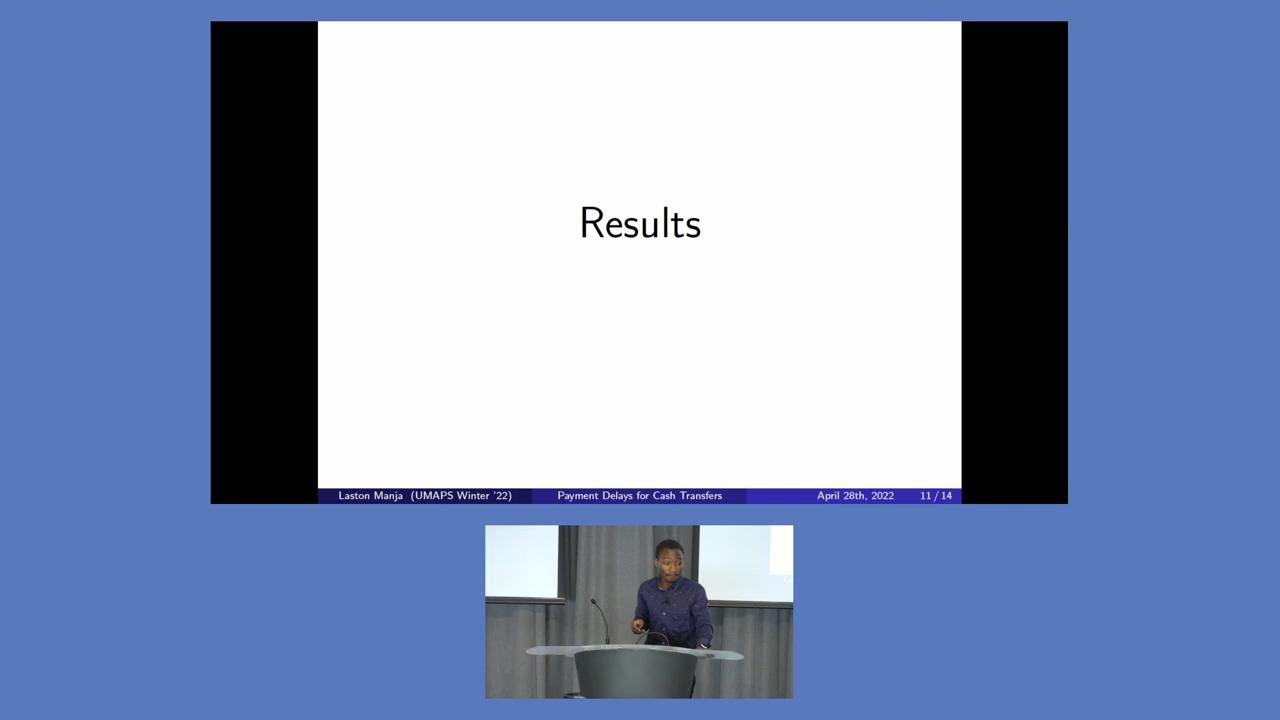 Results
Laston Manja (UMAPS Winter '22) Payment Delays for Cash Transfers April 28th, 2022 11 / 14